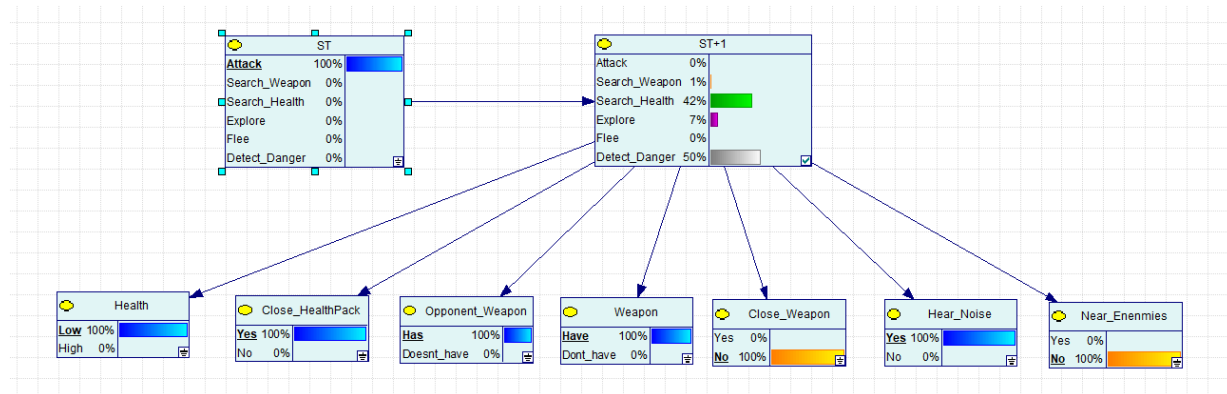 ST
Attack 100%
Search_Weapon 0%
Search_Health 0%
Explore 0%
Flee 0%
Detect_Danger 0%
ST+1
Attack 0%
Search_Weapon 1%
Search_Health 42%
Explore 7%
Flee 0%
Detect_Danger 50%
Health
Low 100%
High 0%
Close_HealthPack
Yes 100%
No 0%
Opponent_Weapon
Has 100%
Doesnt_have 0%
Weapon
Have 100%
Dont_have 0%
Close_Weapon
Yes 0%
No 100%
Hear_Noise
Yes 100%
No 0%
Near_Enenmies
Yes 0%
No 100%